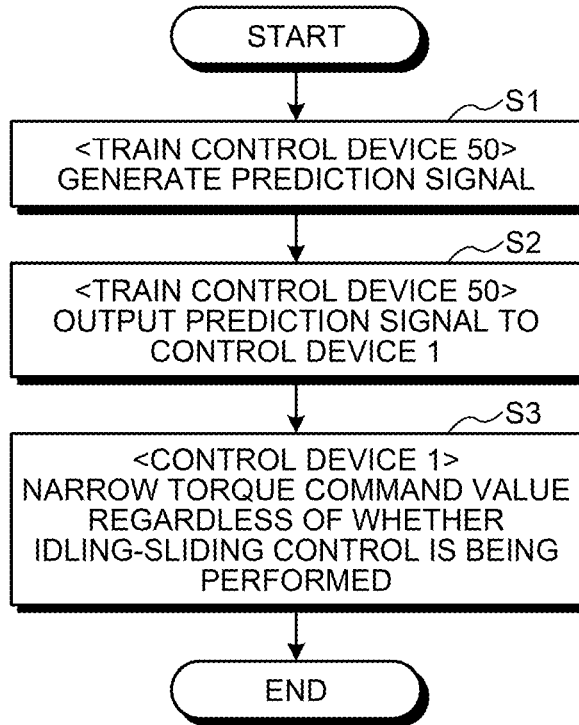 START
S1
<TRAIN CONTROL DEVICE 50>
GENERATE PREDICTION SIGNAL
S2
<TRAIN CONTROL DEVICE 50>
OUTPUT PREDICTION SIGNAL TO
CONTROL DEVICE 1
S3
<CONTROL DEVICE 1>
NARROW TORQUE COMMAND VALUE
REGARDLESS OF WHETHER
IDLING-SLIDING CONTROL IS BEING
PERFORMED
END